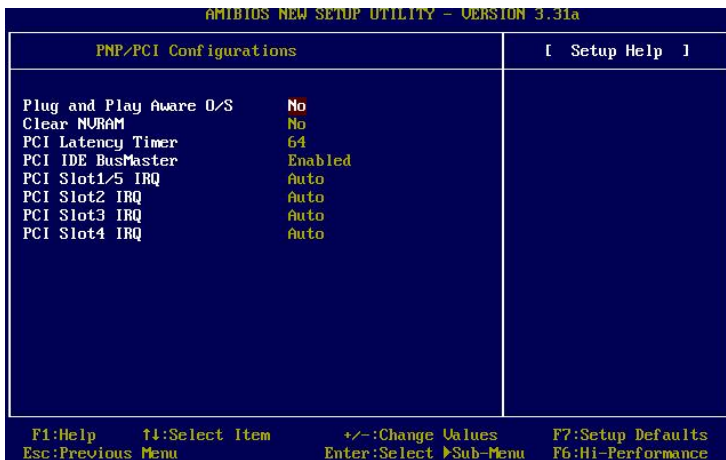 AMIBIOS NEW SETUP UTILITY - VERSION 3.31a
PNP/PCI Configurations
[ Setup Help ]
Plug and Play Aware O/S No
Clear NVRAM No
PCI Latency Timer 64
PCI IDE BusMaster Enabled
PCI Slot1/5 IRQ Auto
PCI Slot2 IRQ Auto
PCI Slot3 IRQ Auto
PCI Slot4 IRQ Auto
F1:Help ↑↓:Select Item +/-:Change Values F7:Setup Defaults
Esc:Previous Menu Enter:Select ▶Sub-Menu F6:Hi-Performance